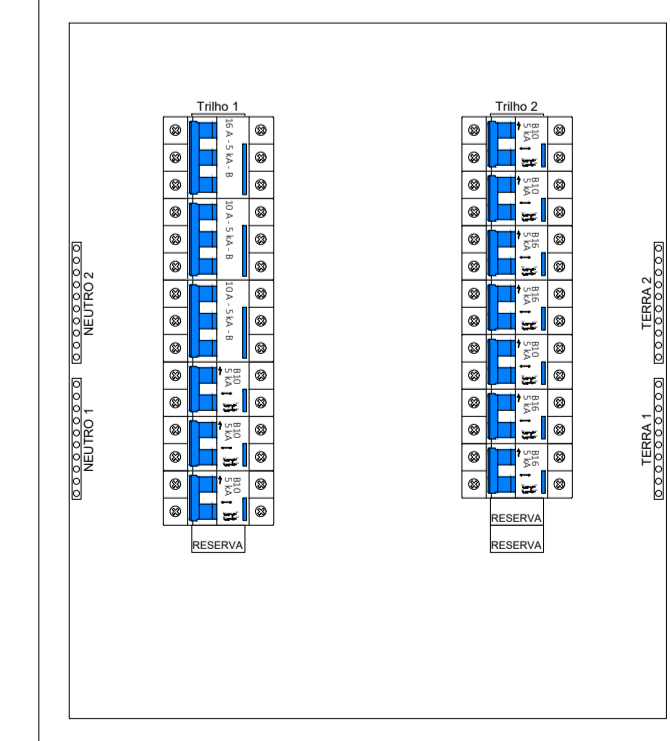 Trilho 1
16 A - 5 kA - B
10 A - 5 kA - B
10 A - 5 kA - B
B10
5 kA
B10
5 kA
B10
5 kA
RESERVA
Trilho 2
B10
5 kA
B10
5 kA
B16
5 kA
B16
5 kA
B10
5 kA
B16
5 kA
B16
5 kA
RESERVA
RESERVA
NEUTRO 2
NEUTRO 1
TERRA 2
TERRA 1